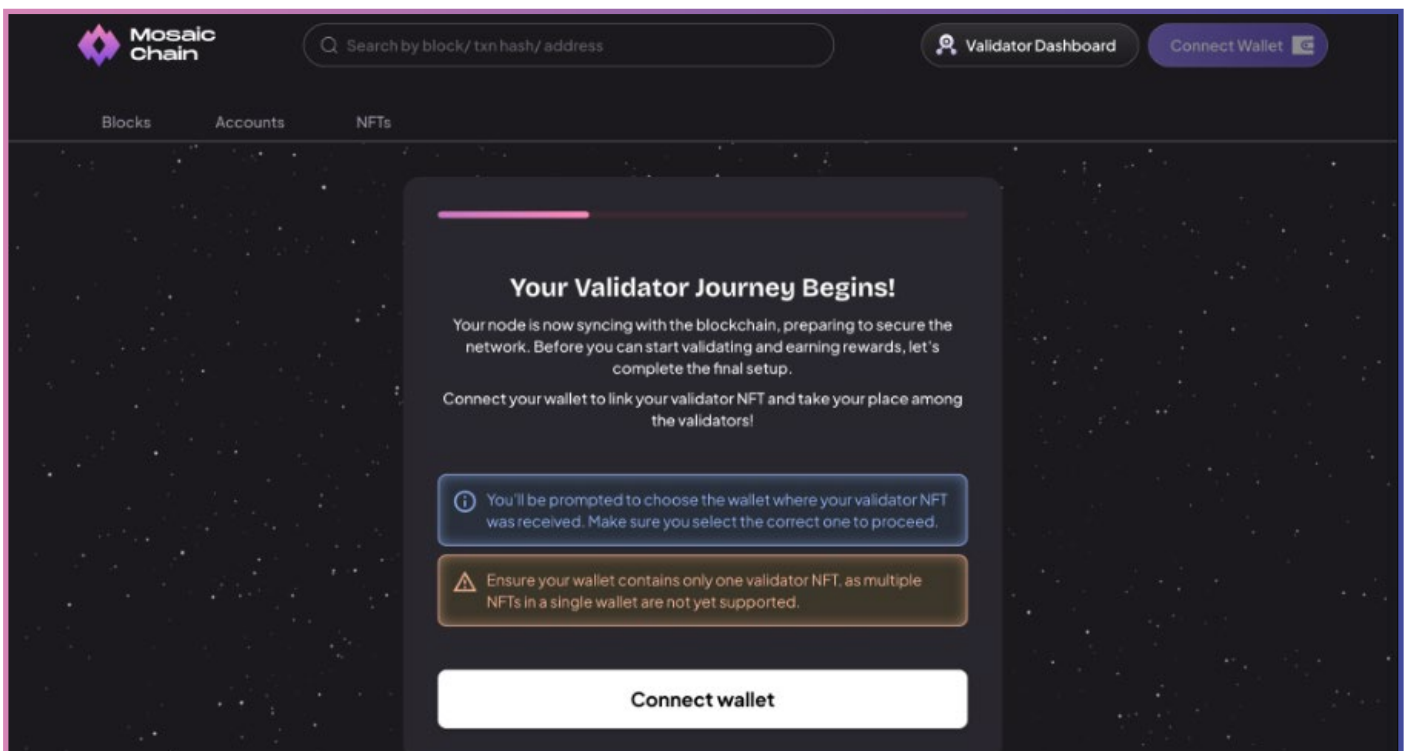 Mosaic
Chain
Search by block/ txn hash/ address
Validator Dashboard
Connect Wallet
Blocks
Accounts
NFTs
Your Validator Journey Begins!
Your node is now syncing with the blockchain, preparing to secure the
network. Before you can start validating and earning rewards, let's
complete the final setup.
Connect your wallet to link your validator NFT and take your place among
the validators!
You'll be prompted to choose the wallet where your validator NFT
was received. Make sure you select the correct one to proceed.
Ensure your wallet contains only one validator NFT, as multiple
NFTs in a single wallet are not yet supported.
Connect wallet